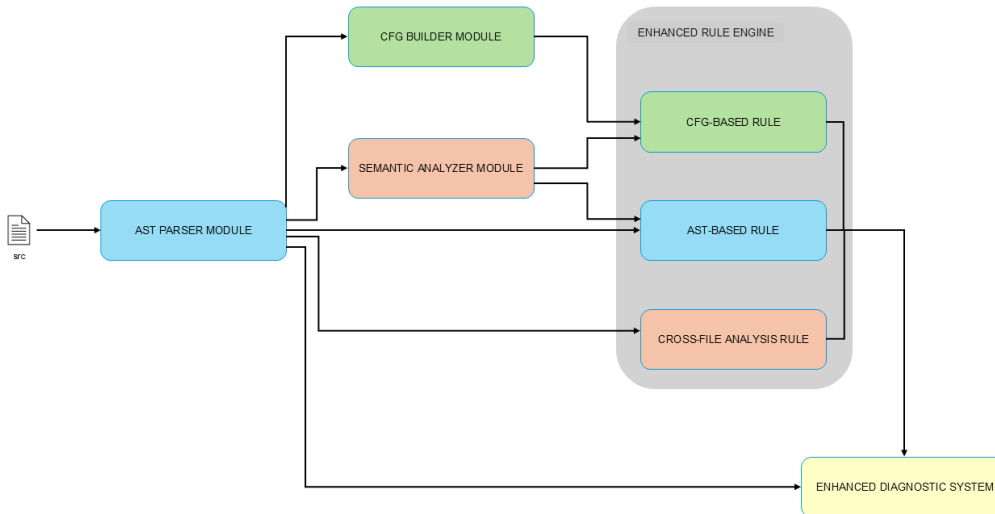 CFG BUILDER MODULE
ENHANCED RULE ENGINE
CFG-BASED RULE
SEMANTIC ANALYZER MODULE
AST PARSER MODULE
AST-BASED RULE
src
CROSS-FILE ANALYSIS RULE
ENHANCED DIAGNOSTIC SYSTEM